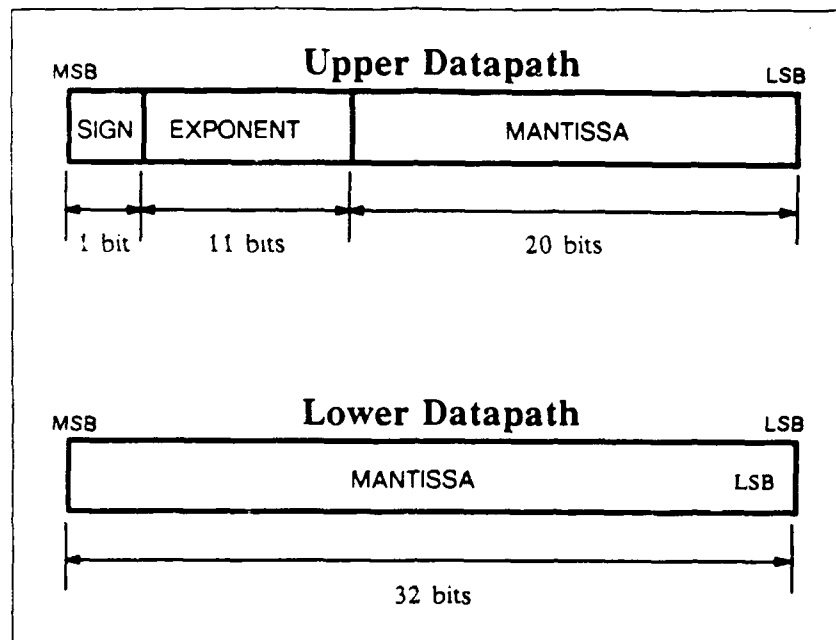 Upper Datapath
MSB LSB
SIGN EXPONENT MANTISSA
1 bit 11 bits 20 bits
Lower Datapath
MSB LSB
MANTISSA LSB
32 bits